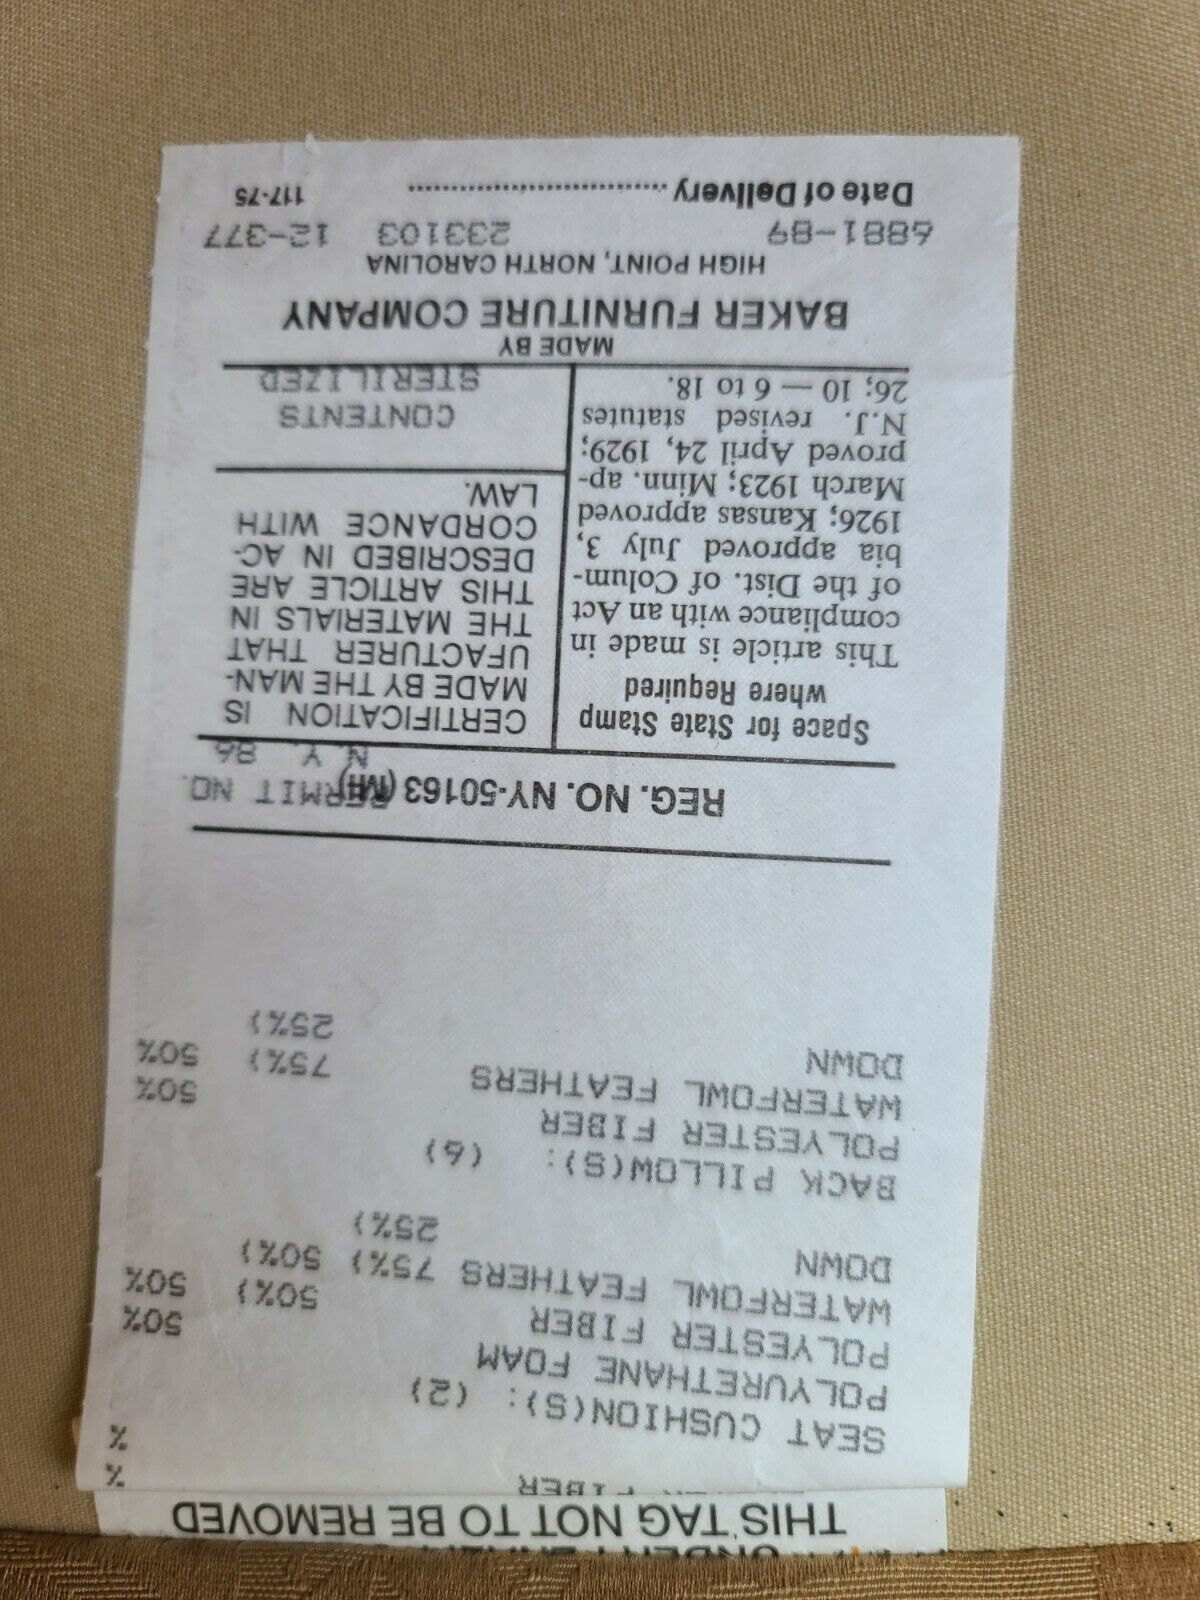 THIS TAG NOT TO BE REMOVED
FIBER %
%
SEAT CUSHION(S): (2)
POLYURETHANE FOAM 50%
POLYESTER FIBER 50%) 50%
WATERFOWL FEATHERS 75%) 50%)
DOWN 25%)
BACK PILLOW(S): (6)
POLYESTER FIBER 50%
WATERFOWL FEATHERS 75%) 50%
DOWN 25%)
REG. NO. NY-50163 (MH)
PERMIT NO.
N.Y. 86
Space for State Stamp
where Required
This article is made in
compliance with an Act
of the Dist. of Colum-
bia approved July 3,
1926; Kansas approved
March 1923; Minn. ap-
proved April 24, 1929;
N.J. revised statutes
26; 10 — 6 to 18.
CERTIFICATION IS
MADE BY THE MAN-
UFACTURER THAT
THE MATERIALS IN
THIS ARTICLE ARE
DESCRIBED IN AC-
CORDANCE WITH
LAW.
CONTENTS
STERILIZED
MADE BY
BAKER FURNITURE COMPANY
HIGH POINT, NORTH CAROLINA
6881-89 233103 12-377
Date of Delivery .............................. 117-75